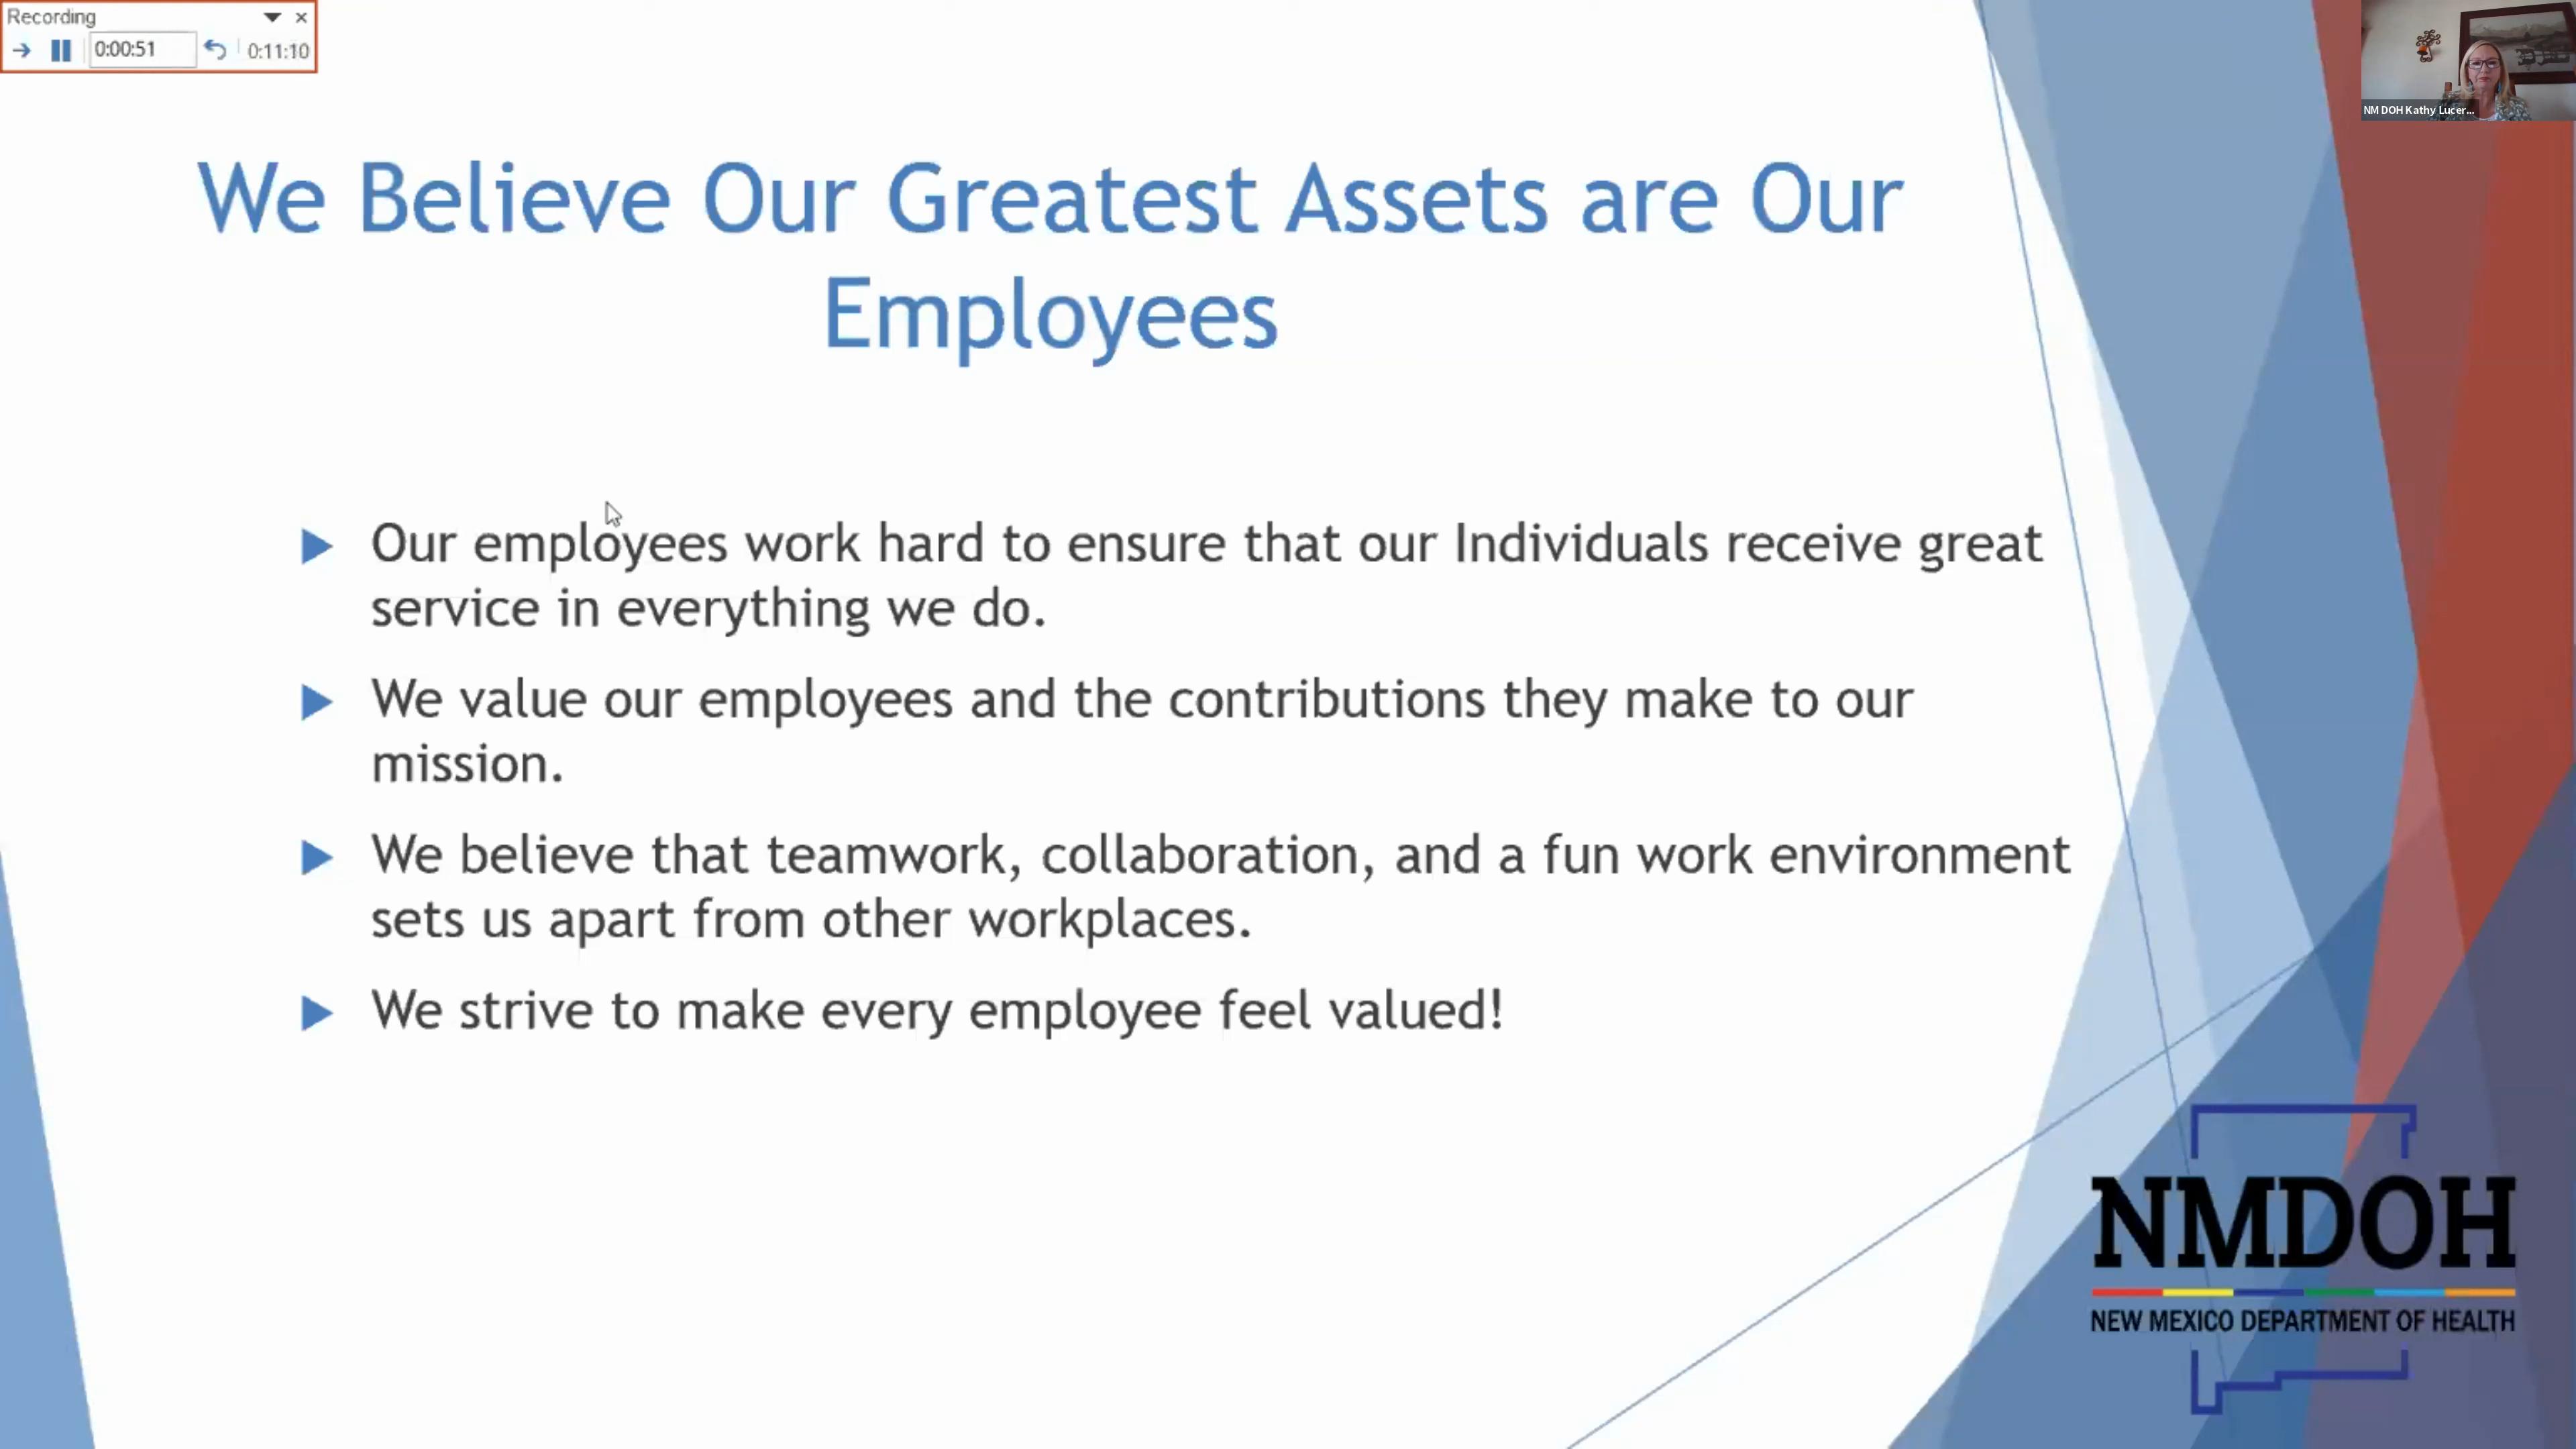 Recording
0:00:51
0:11:10
NM DOH Kathy Lucer...
We Believe Our Greatest Assets are Our
Employees
Our employees work hard to ensure that our Individuals receive great
service in everything we do.
We value our employees and the contributions they make to our
mission.
We believe that teamwork, collaboration, and a fun work environment
sets us apart from other workplaces.
We strive to make every employee feel valued!
NMDOH
NEW MEXICO DEPARTMENT OF HEALTH